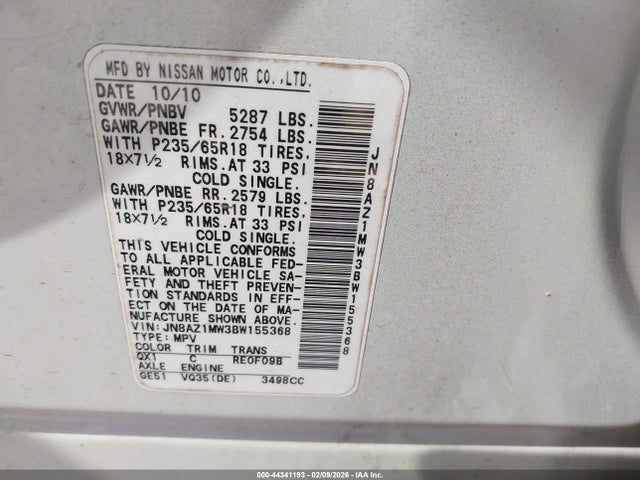 MFD BY NISSAN MOTOR CO.,LTD.
DATE 10/10
GVWR/PNBV 5287 LBS.
GAWR/PNBE FR. 2754 LBS.
WITH P235/65R18 TIRES,
18X7½ RIMS.AT 33 PSI
COLD SINGLE.
GAWR/PNBE RR. 2579 LBS.
WITH P235/65R18 TIRES,
18X7½ RIMS.AT 33 PSI
COLD SINGLE.
THIS VEHICLE CONFORMS
TO ALL APPLICABLE FED-
ERAL MOTOR VEHICLE SA-
FETY AND THEFT PREVEN-
TION STANDARDS IN EFF-
ECT ON THE DATE OF MA-
NUFACTURE SHOWN ABOVE.
VIN: JN8AZ1MW3BW155368
TYPE: MPV
COLOR TRIM TRANS
QX1 C RE0F09B
AXLE ENGINE
GE51 VQ35(DE) 3498CC
JN8AZ1MW3BW155368
000-44341193 - 02/09/2026 - IAA Inc.